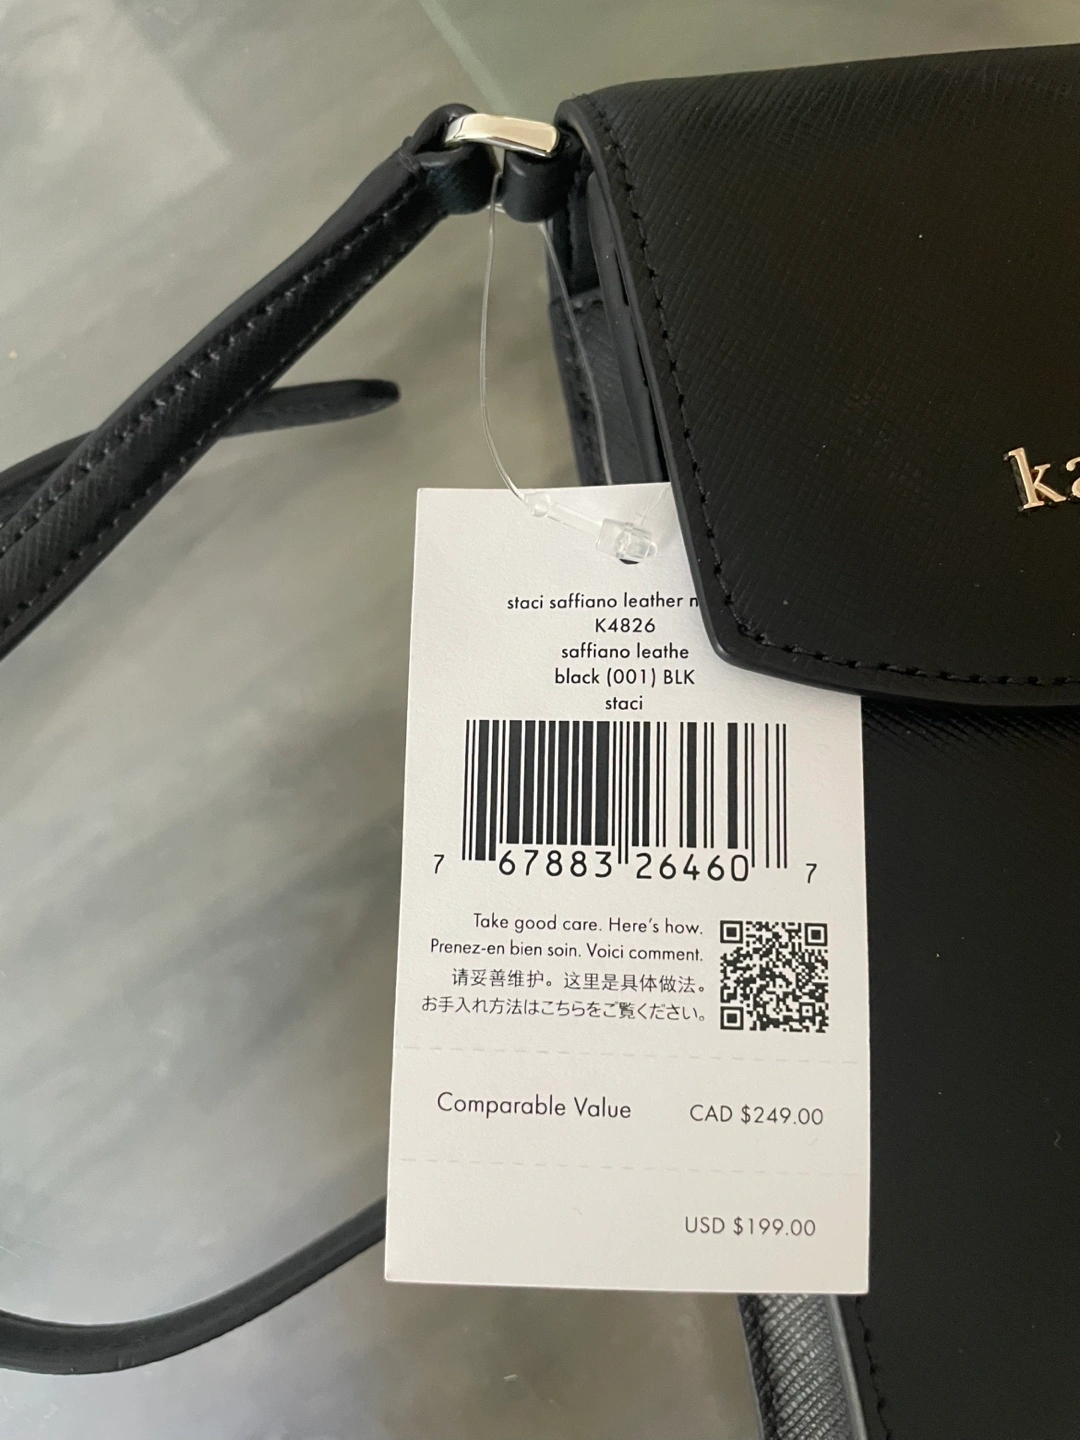 ka
staci saffiano leather
K4826
saffiano leathe
black (001) BLK
staci
7 67883 26460 7
Take good care. Here's how.
Prenez-en bien soin. Voici comment.
请妥善维护。这里是具体做法。
お手入れ方法はこちらをご覧ください。
Comparable Value CAD $249.00
USD $199.00